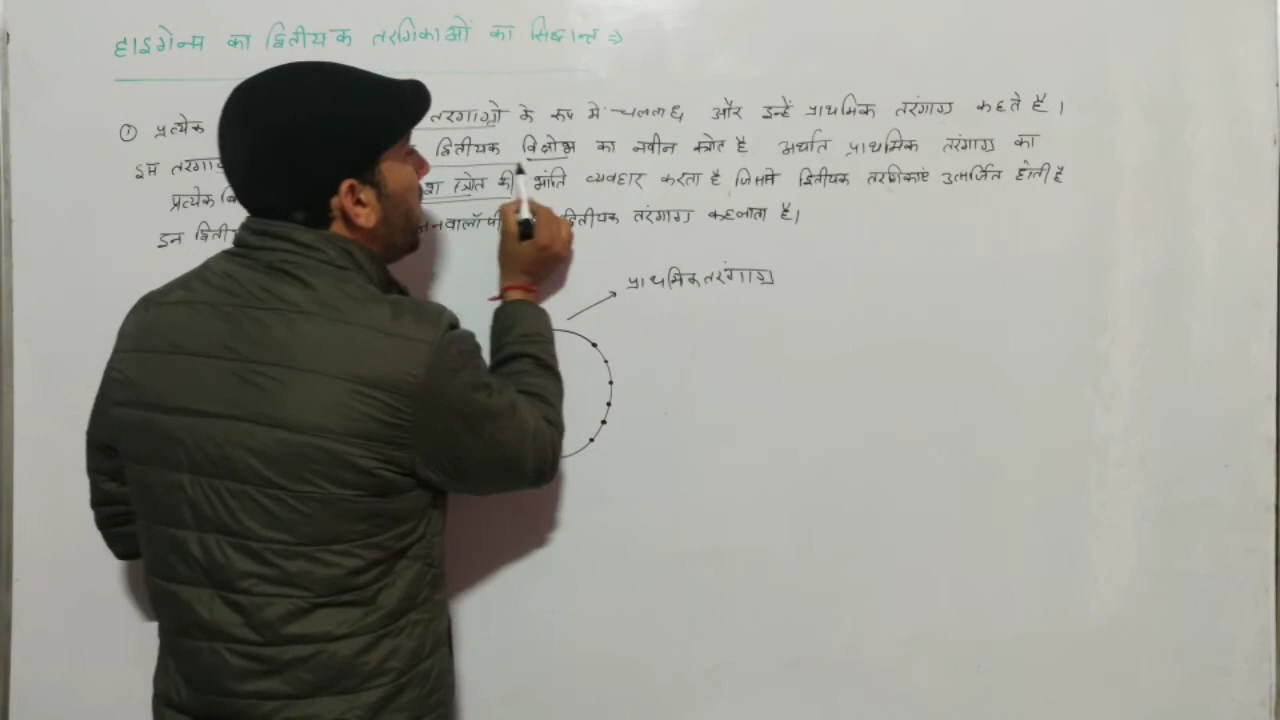 हाइगेन्स का द्वितीयक तरंगिकाओं का सिद्धान्त ⇒
① प्रत्येक तरंगाग्रो के रूप मे चलता है और इन्हें प्राथमिक तरंगाग्र कहते है।
इस तरंगाग्र द्वितीयक विक्षोभ का नवीन स्त्रोत है अर्थात प्राथमिक तरंगाग्र का
प्रत्येक स्त्रोत की भांति व्यवहार करता है जिससे द्वितीयक तरंगिकाएं उत्सर्जित होती है
इन द्वितीयक तरंगाग्र कहलाता है।
प्राथमिक तरंगाग्र